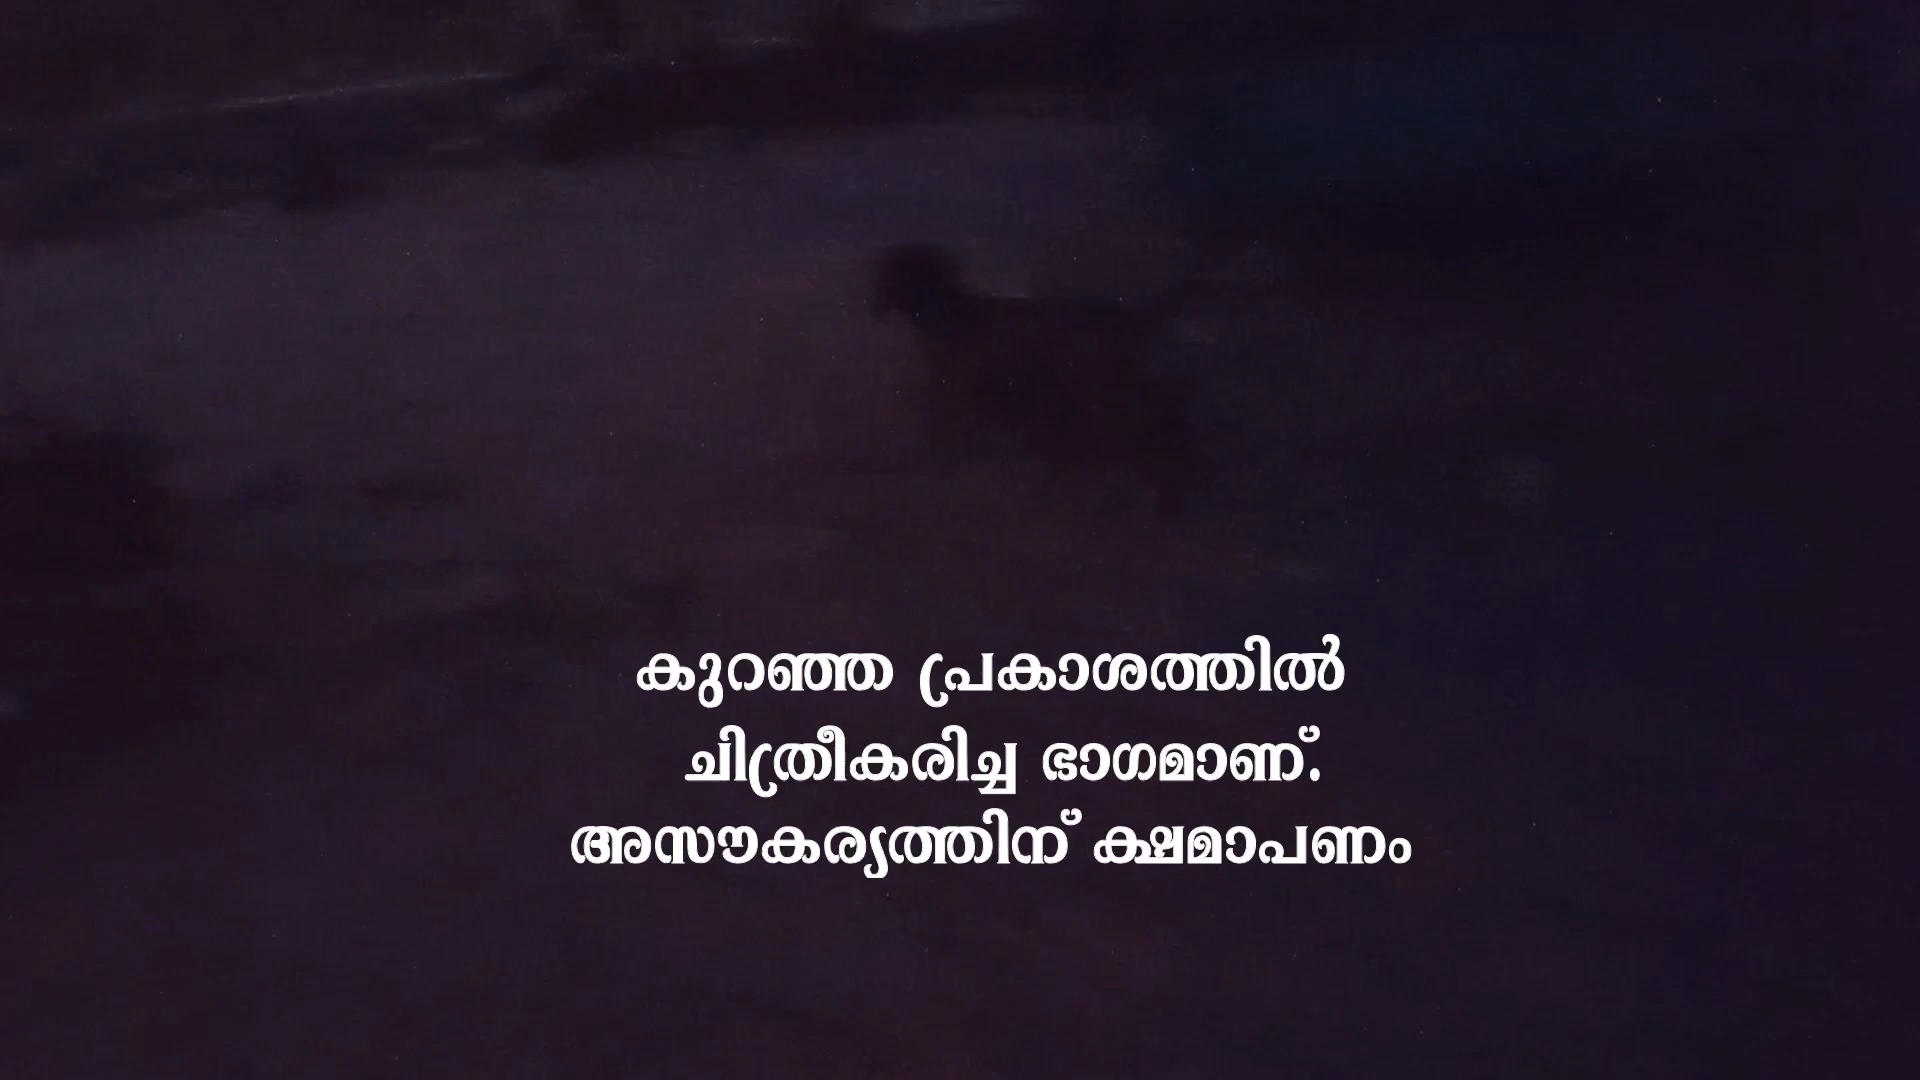 കുറഞ്ഞ പ്രകാശത്തിൽ
ചിത്രീകരിച്ച ഭാഗമാണ്.
അസൗകര്യത്തിന് ക്ഷമാപണം